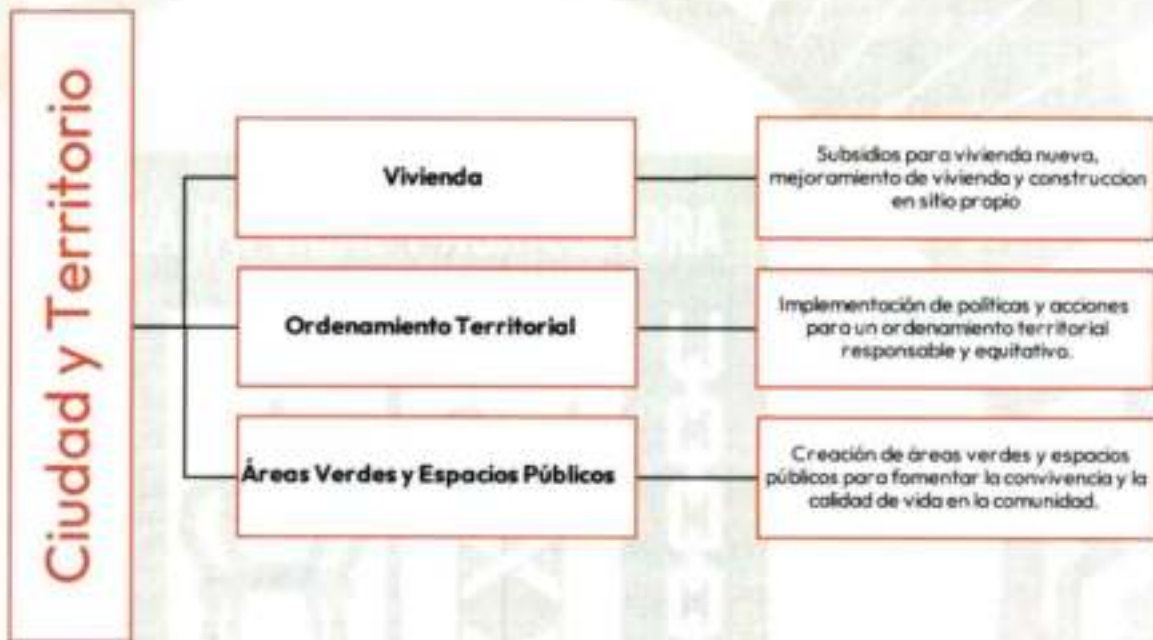 Ciudad y Territorio
Vivienda
Subsidios para vivienda nueva,
mejoramiento de vivienda y construccion
en sitio propio
Ordenamiento Territorial
Implementación de políticas y acciones
para un ordenamiento territorial
responsable y equitativo.
Áreas Verdes y Espacios Públicos
Creación de áreas verdes y espacios
públicos para fomentar la convivencia y la
calidad de vida en la comunidad.